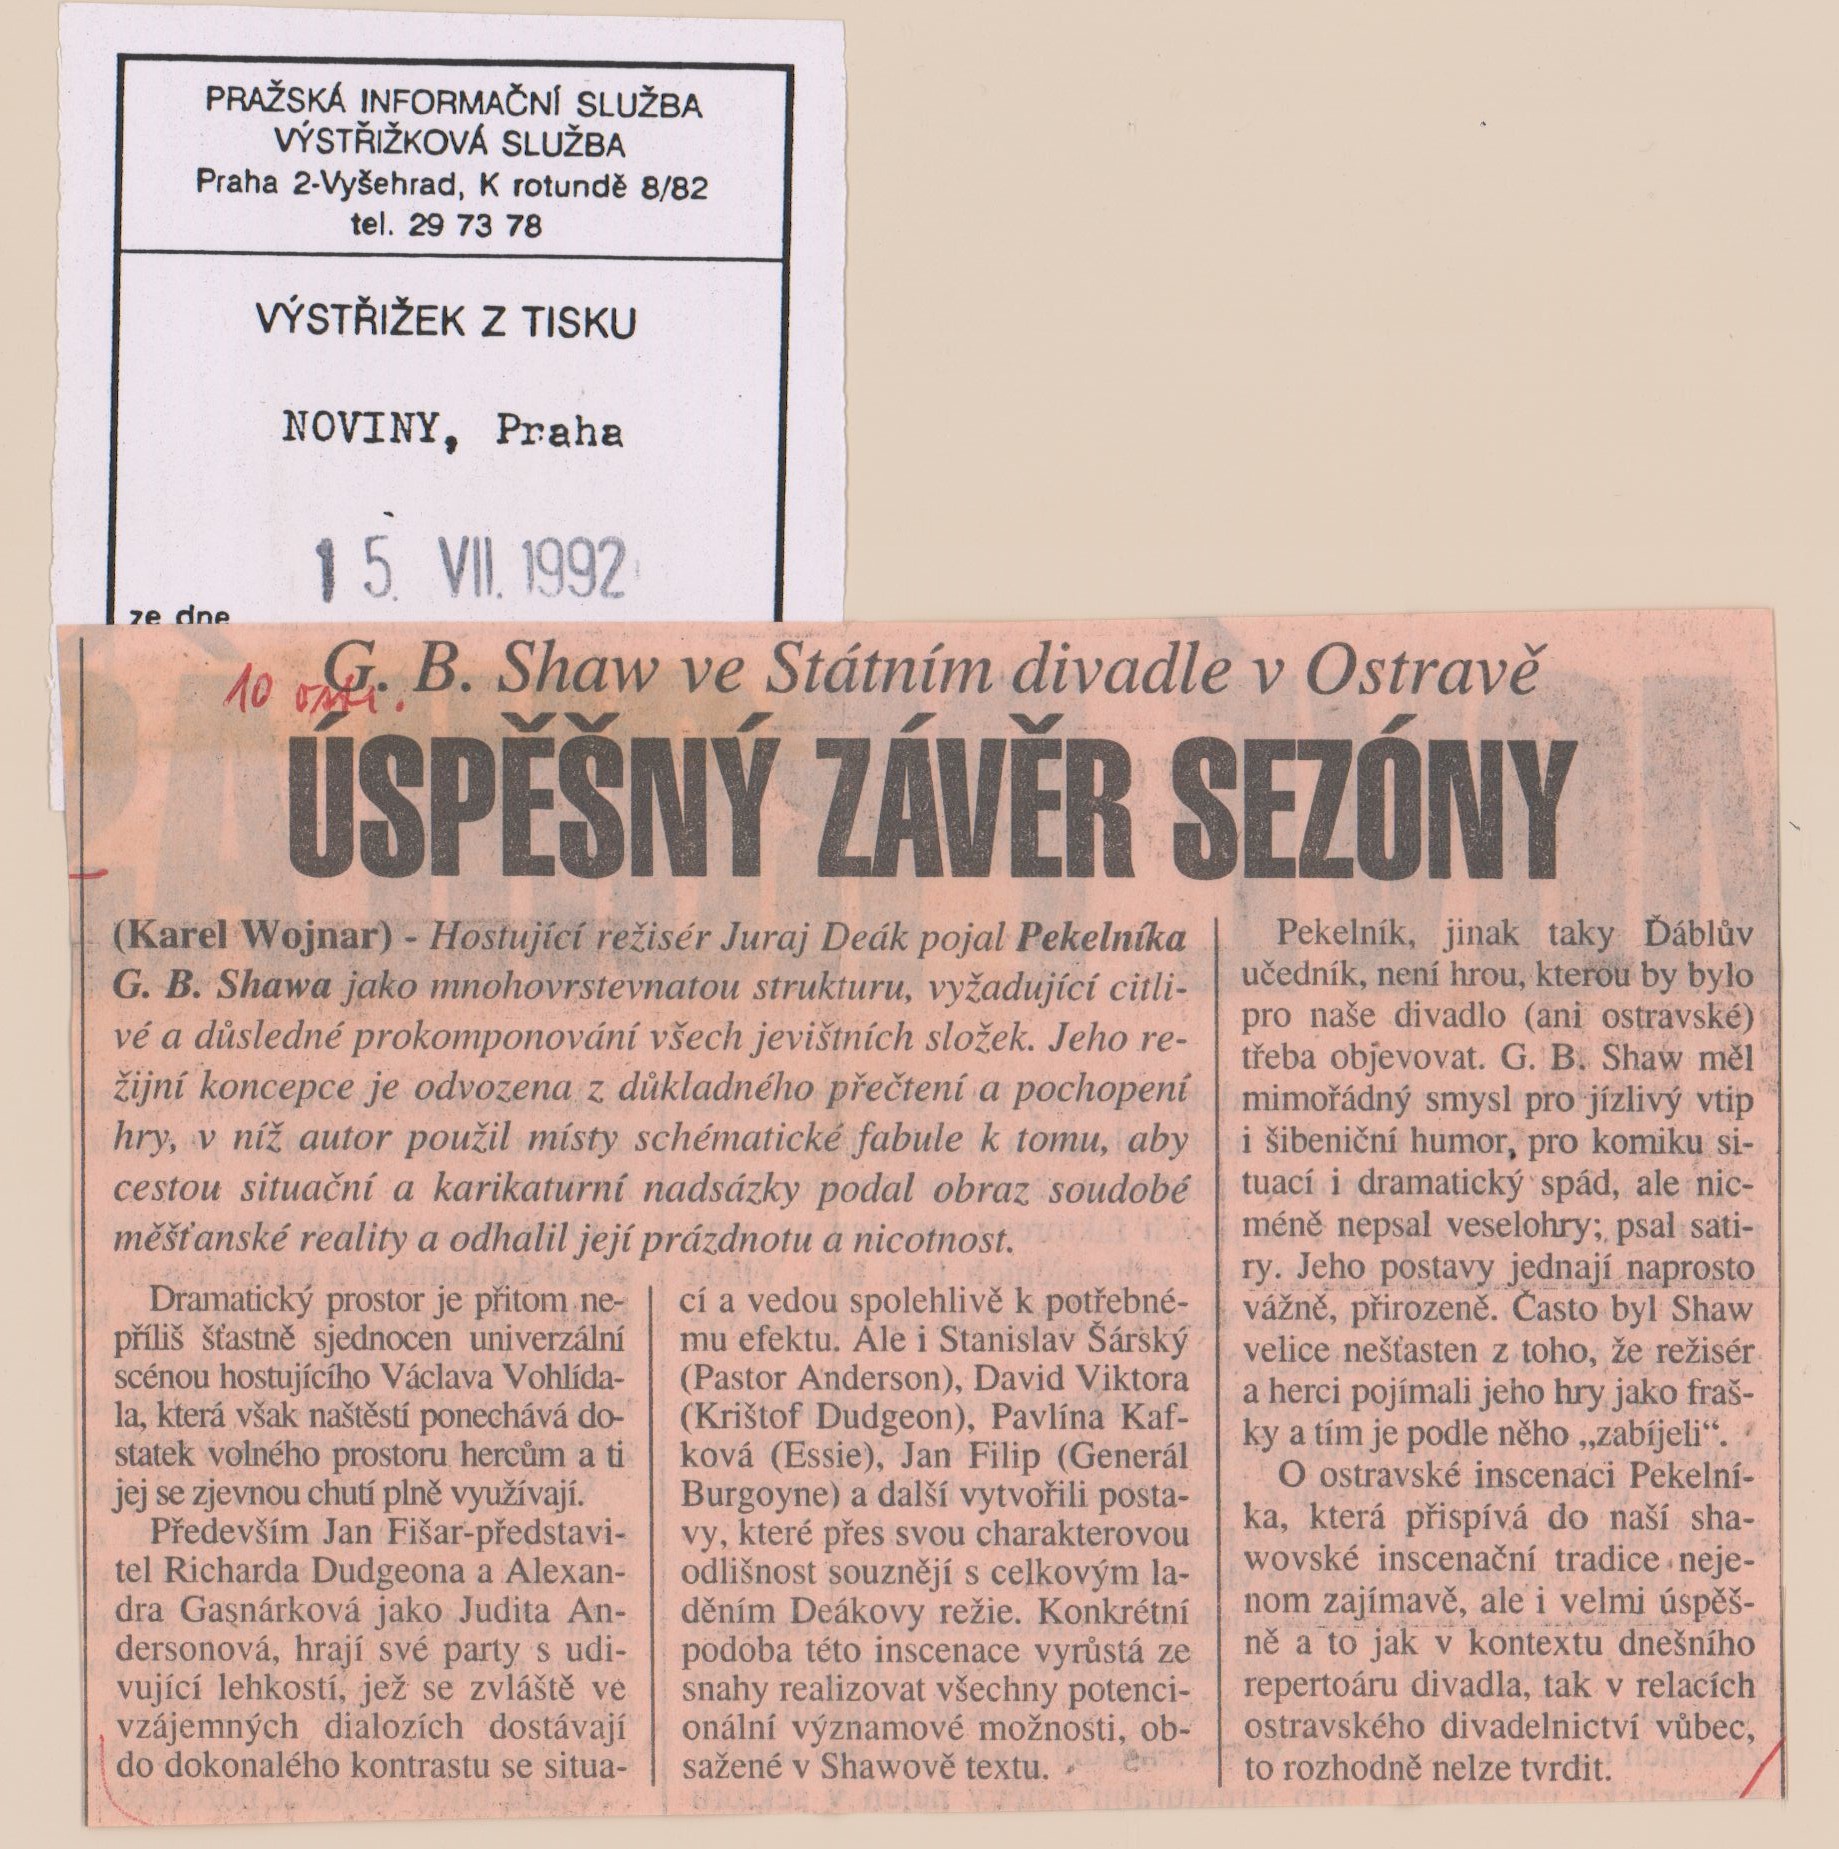 PRAŽSKÁ INFORMAČNÍ SLUŽBA
VÝSTŘIŽKOVÁ SLUŽBA
Praha 2-Vyšehrad, K rotundě 8/82
tel. 29 73 78
VÝSTŘIŽEK Z TISKU
NOVINY, Praha
15. VII. 1992
ze dne
10
G. B. Shaw ve Státním divadle v Ostravě
ÚSPĚŠNÝ ZÁVĚR SEZÓNY
(Karel Wojnar) - Hostující režisér Juraj Deák pojal Pekelníka
G. B. Shawa jako mnohovrstevnatou strukturu, vyžadující citli-
vé a důsledné prokomponování všech jevištních složek. Jeho re-
žijní koncepce je odvozena z důkladného přečtení a pochopení
hry, v níž autor použil místy schématické fabule k tomu, aby
cestou situační a karikaturní nadsázky podal obraz soudobé
měšťanské reality a odhalil její prázdnotu a nicotnost.
Dramatický prostor je přitom ne-
příliš šťastně sjednocen univerzální
scénou hostujícího Václava Vohlída-
la, která však naštěstí ponechává do-
statek volného prostoru hercům a ti
jej se zjevnou chutí plně využívají.
Především Jan Fišar-představi-
tel Richarda Dudgeona a Alexan-
dra Gasnárková jako Judita An-
dersonová, hrají své party s udi-
vující lehkostí, jež se zvláště ve
vzájemných dialozích dostávají
do dokonalého kontrastu se situa-
cí a vedou spolehlivě k potřebné-
mu efektu. Ale i Stanislav Šárský
(Pastor Anderson), David Viktora
(Krištof Dudgeon), Pavlína Kaf-
ková (Essie), Jan Filip (Generál
Burgoyne) a další vytvořili posta-
vy, které přes svou charakterovou
odlišnost souznějí s celkovým la-
děním Deákovy režie. Konkrétní
podoba této inscenace vyrůstá ze
snahy realizovat všechny potenci-
onální významové možnosti, ob-
sažené v Shawově textu.
Pekelník, jinak taky Ďáblův
učedník, není hrou, kterou by bylo
pro naše divadlo (ani ostravské)
třeba objevovat. G. B. Shaw měl
mimořádný smysl pro jízlivý vtip
i šibeniční humor, pro komiku si-
tuací i dramatický spád, ale nic-
méně nepsal veselohry; psal sati-
ry. Jeho postavy jednají naprosto
vážně, přirozeně. Často byl Shaw
velice nešťasten z toho, že režisér
a herci pojímali jeho hry jako fraš-
ky a tím je podle něho „zabíjeli“.
O ostravské inscenaci Pekelní-
ka, která přispívá do naší sha-
wovské inscenační tradice neje-
nom zajímavě, ale i velmi úspěš-
ně a to jak v kontextu dnešního
repertoáru divadla, tak v relacích
ostravského divadelnictví vůbec,
to rozhodně nelze tvrdit.